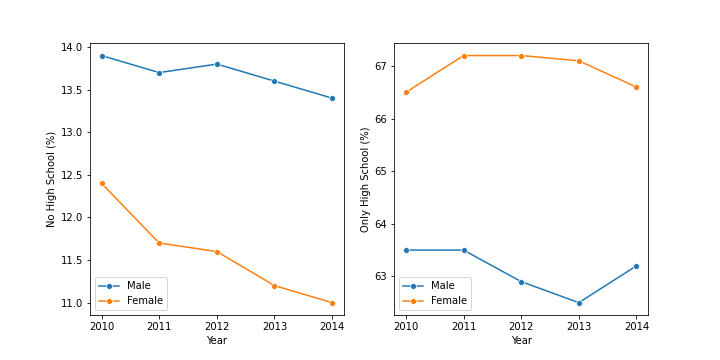 No High School (%)
14.0
13.5
13.0
12.5
12.0
11.5
11.0
2010 2011 2012 2013 2014
Year
Male
Female
Only High School (%)
67
66
65
64
63
2010 2011 2012 2013 2014
Year
Male
Female